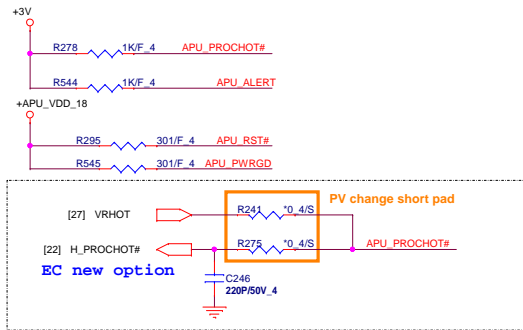 +3V
R278 1K/F_4 APU_PROCHOT#
R544 1K/F_4 APU_ALERT
+APU_VDD_18
R295 301/F_4 APU_RST#
R545 301/F_4 APU_PWRGD
PV change short pad
[27] VRHOT R241 *0_4/S
[22] H_PROCHOT# R275 *0_4/S APU_PROCHOT#
EC new option
C246
220P/50V_4